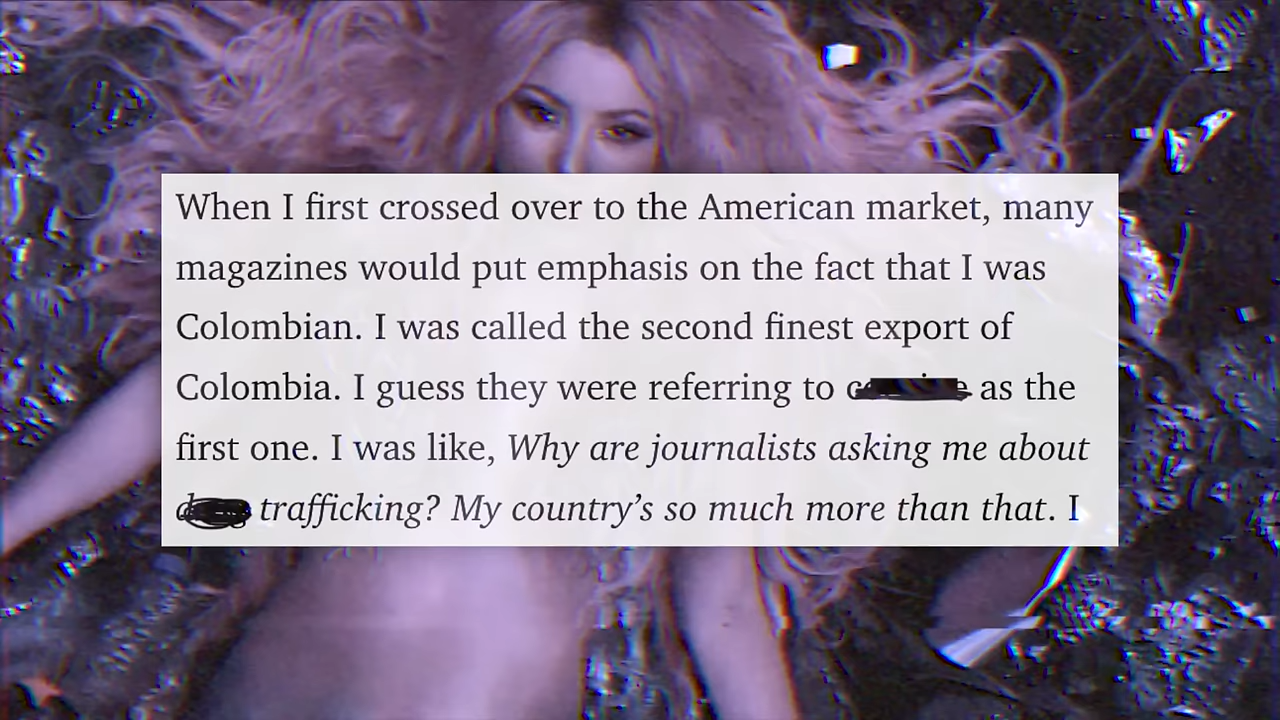 When I first crossed over to the American market, many
magazines would put emphasis on the fact that I was
Colombian. I was called the second finest export of
Colombia. I guess they were referring to as the
first one. I was like, Why are journalists asking me about
trafficking? My country’s so much more than that. I